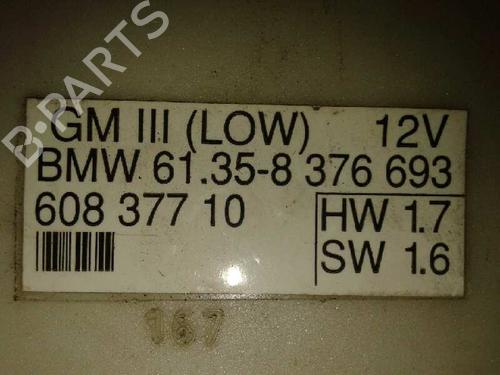 B-PARTS
GM III (LOW) 12V
BMW 61.35-8 376 693
608 377 10
HW 1.7
SW 1.6
167